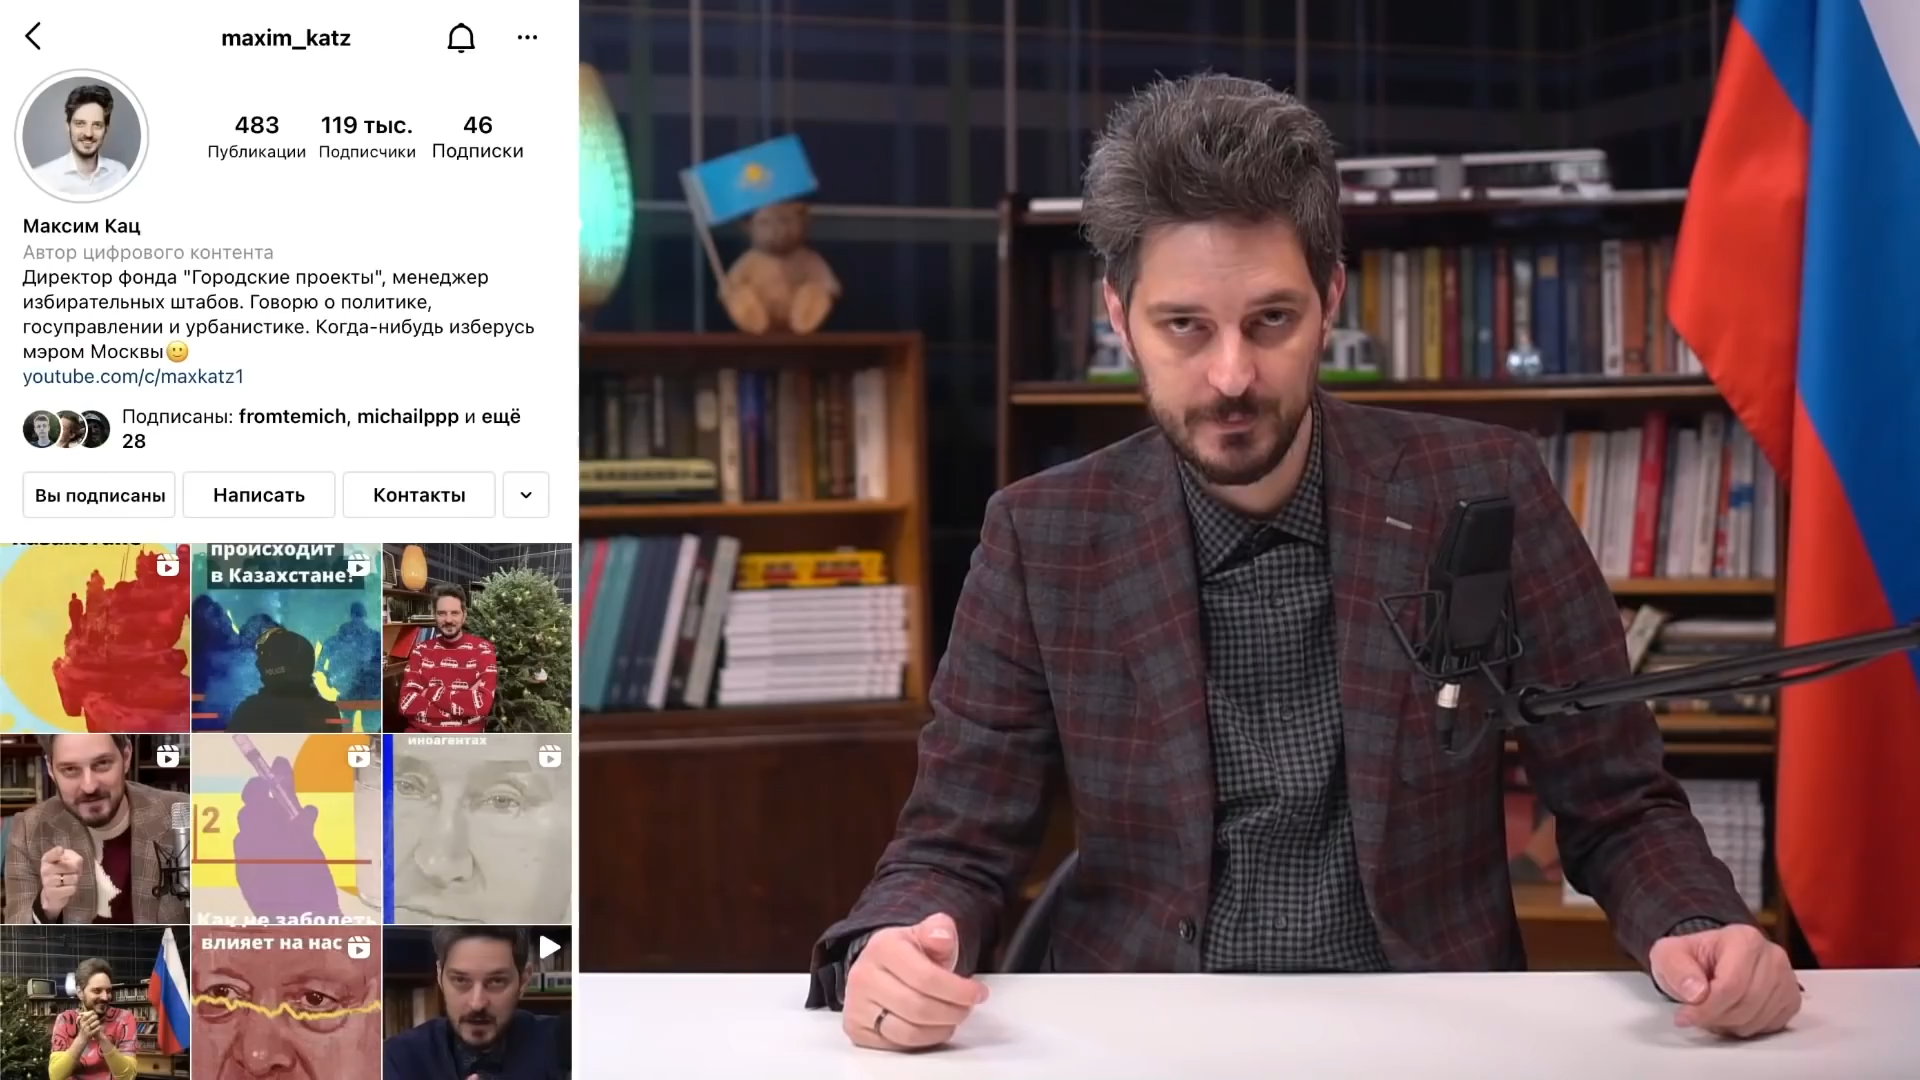 maxim_katz
483
119 тыс.
46
Публикации
Подписчики
Подписки
Максим Кац
Автор цифрового контента
Директор фонда "Городские проекты", менеджер
избирательных штабов. Говорю о политике,
госуправлении и урбанистике. Когда-нибудь изберусь
мэром Москвы🙂
youtube.com/c/maxkatz1
Подписаны: fromtemich, michailppp и ещё
28
Вы подписаны
Написать
Контакты
происходит
в Казахстане?
POLICE
иноагентах
2
Как не заболеть
влияет на нас